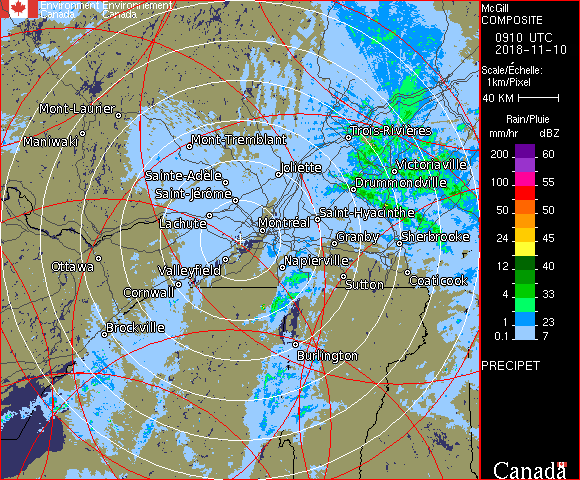 Environment Environnement
Canada Canada
McGill
COMPOSITE
0910 UTC
2018-11-10
Scale/Échelle:
1km/Pixel
40 KM
Rain/Pluie
mm/hr dBZ
200 60
100 55
50 50
24 45
12 40
4 33
1 23
0.1 7
PRECIPET
Canada
Mont-Laurier
Maniwaki
Mont-Tremblant
Trois-Rivières
Sainte-Adèle
Joliette
Victoriaville
Saint-Jérôme
Drummondville
Lachute
Montréal
Saint-Hyacinthe
Granby
Sherbrooke
Ottawa
Valleyfield
Napierville
Cornwall
Sutton
Coaticook
Brockville
Burlington